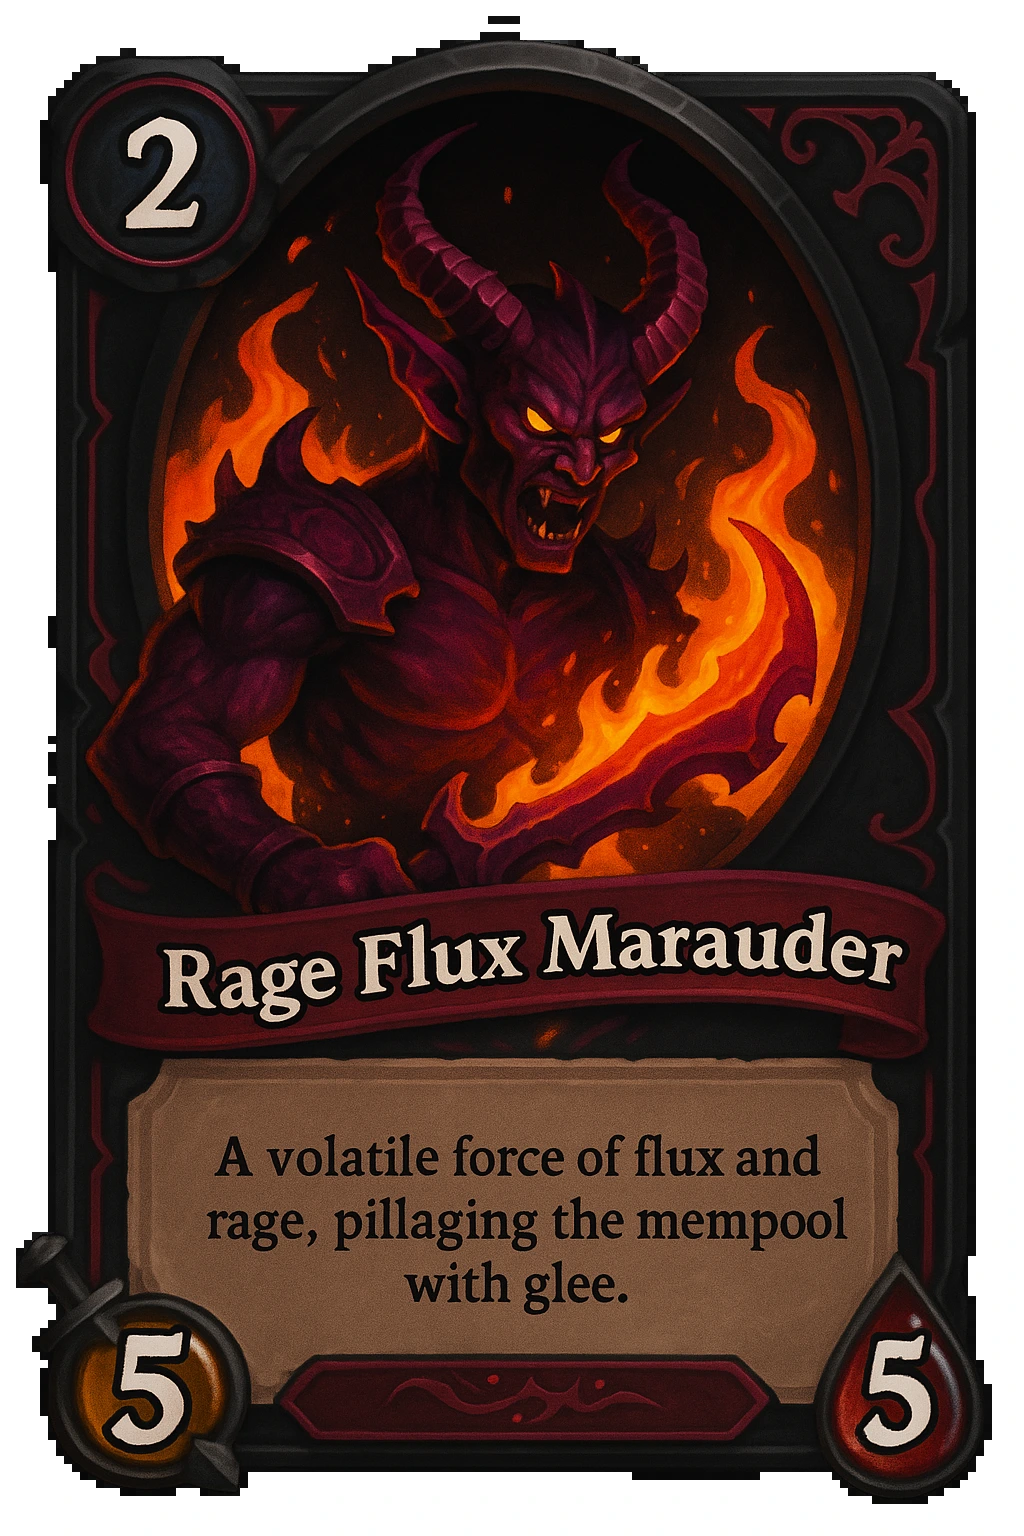 2
Rage Flux Marauder
A volatile force of flux and
rage, pillaging the mempool
with glee.
5
5